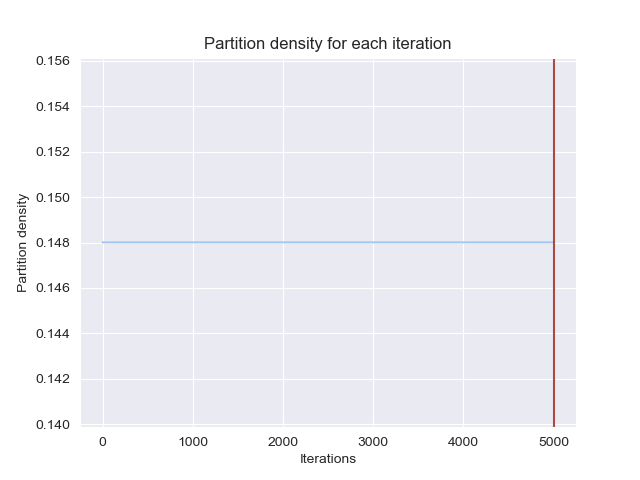 Partition density for each iteration
0.156
0.154
0.152
0.150
0.148
0.146
0.144
0.142
0.140
Partition density
0 1000 2000 3000 4000 5000
Iterations